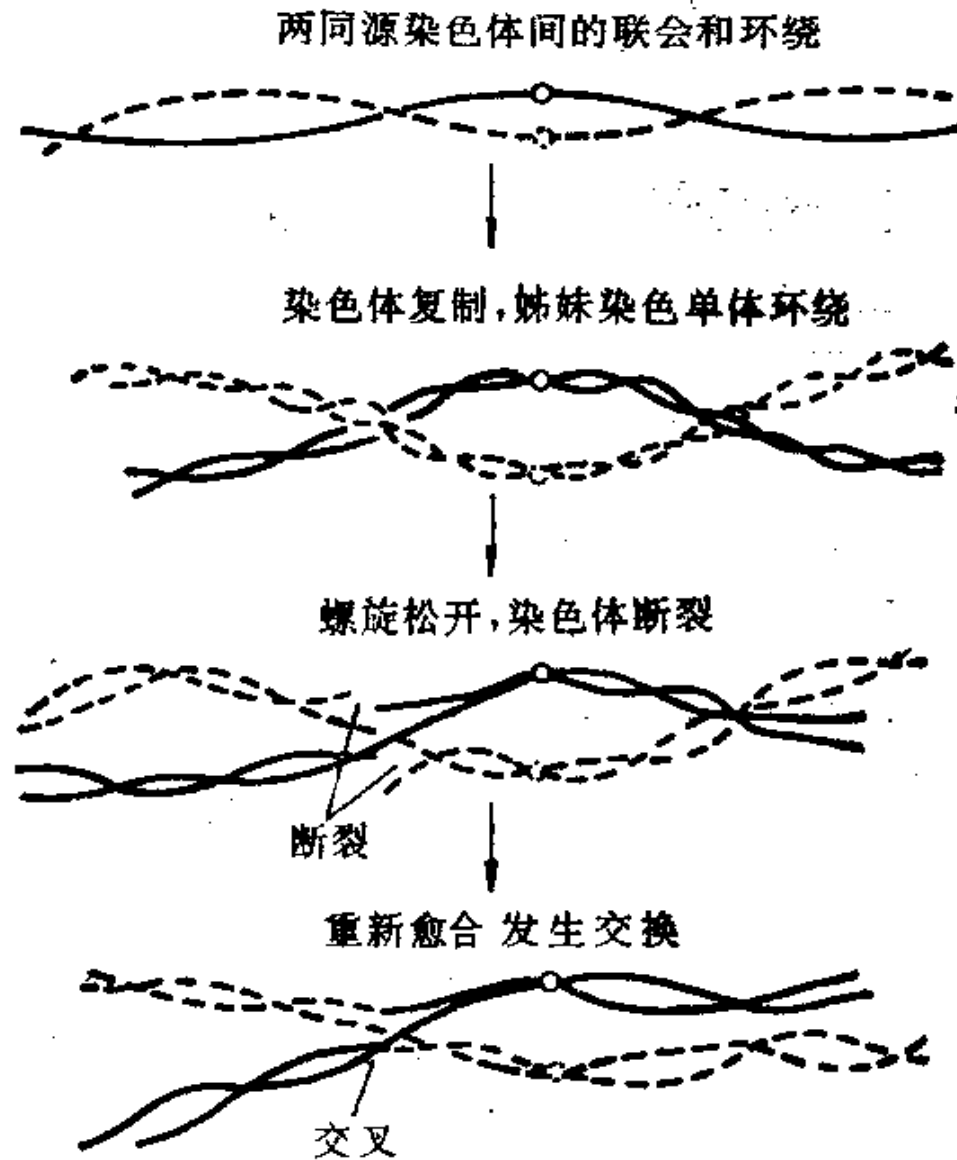 两同源染色体间的联会和环绕
染色体复制,姊妹染色单体环绕
螺旋松开,染色体断裂
断裂
重新愈合 发生交换
交叉